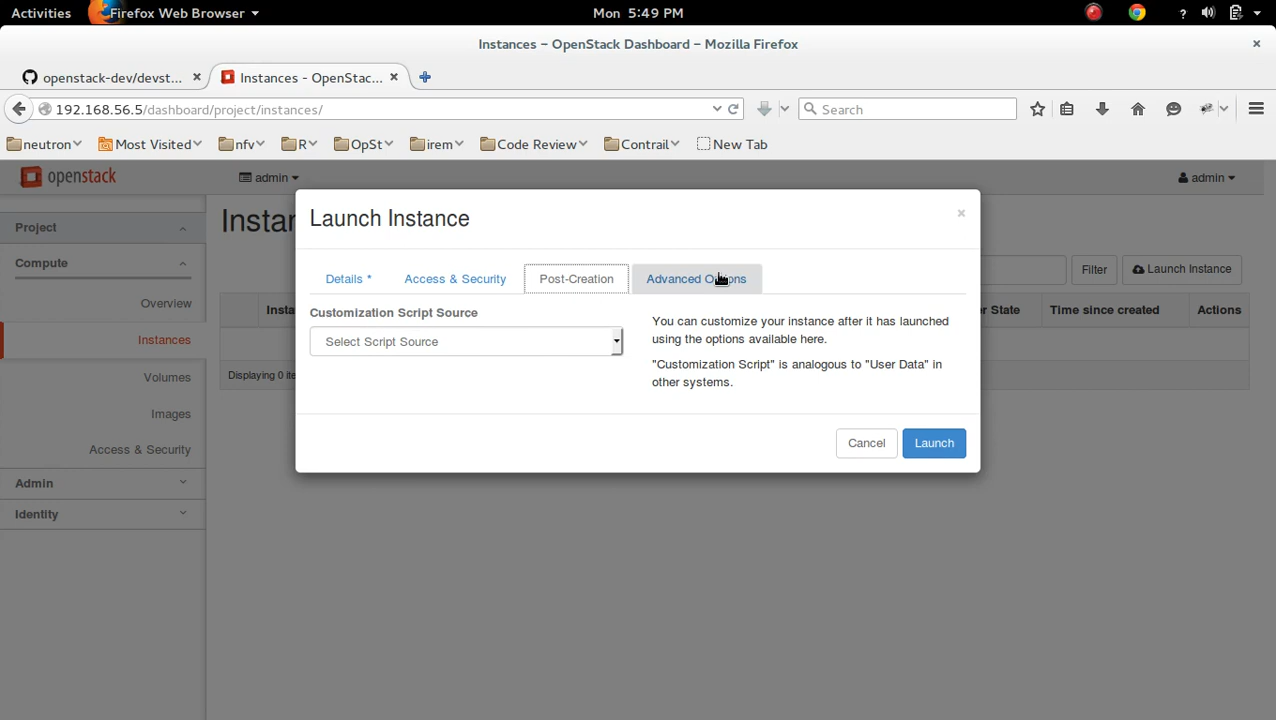 Activities Firefox Web Browser Mon 5:49 PM ?
Instances - OpenStack Dashboard - Mozilla Firefox ×
openstack-dev/devst... × Instances - OpenStac... ×
192.168.56.5/dashboard/project/instances/ Search
neutron Most Visited nfv R OpSt irem Code Review Contrail New Tab
openstack admin admin
Project
Compute
Overview
Instances
Volumes
Images
Access & Security
Admin
Identity
Instan
Filter Launch Instance
Insta r State Time since created Actions
Displaying 0 ite
Launch Instance ×
Details * Access & Security Post-Creation Advanced Options
Customization Script Source
Select Script Source
You can customize your instance after it has launched
using the options available here.
"Customization Script" is analogous to "User Data" in
other systems.
Cancel Launch